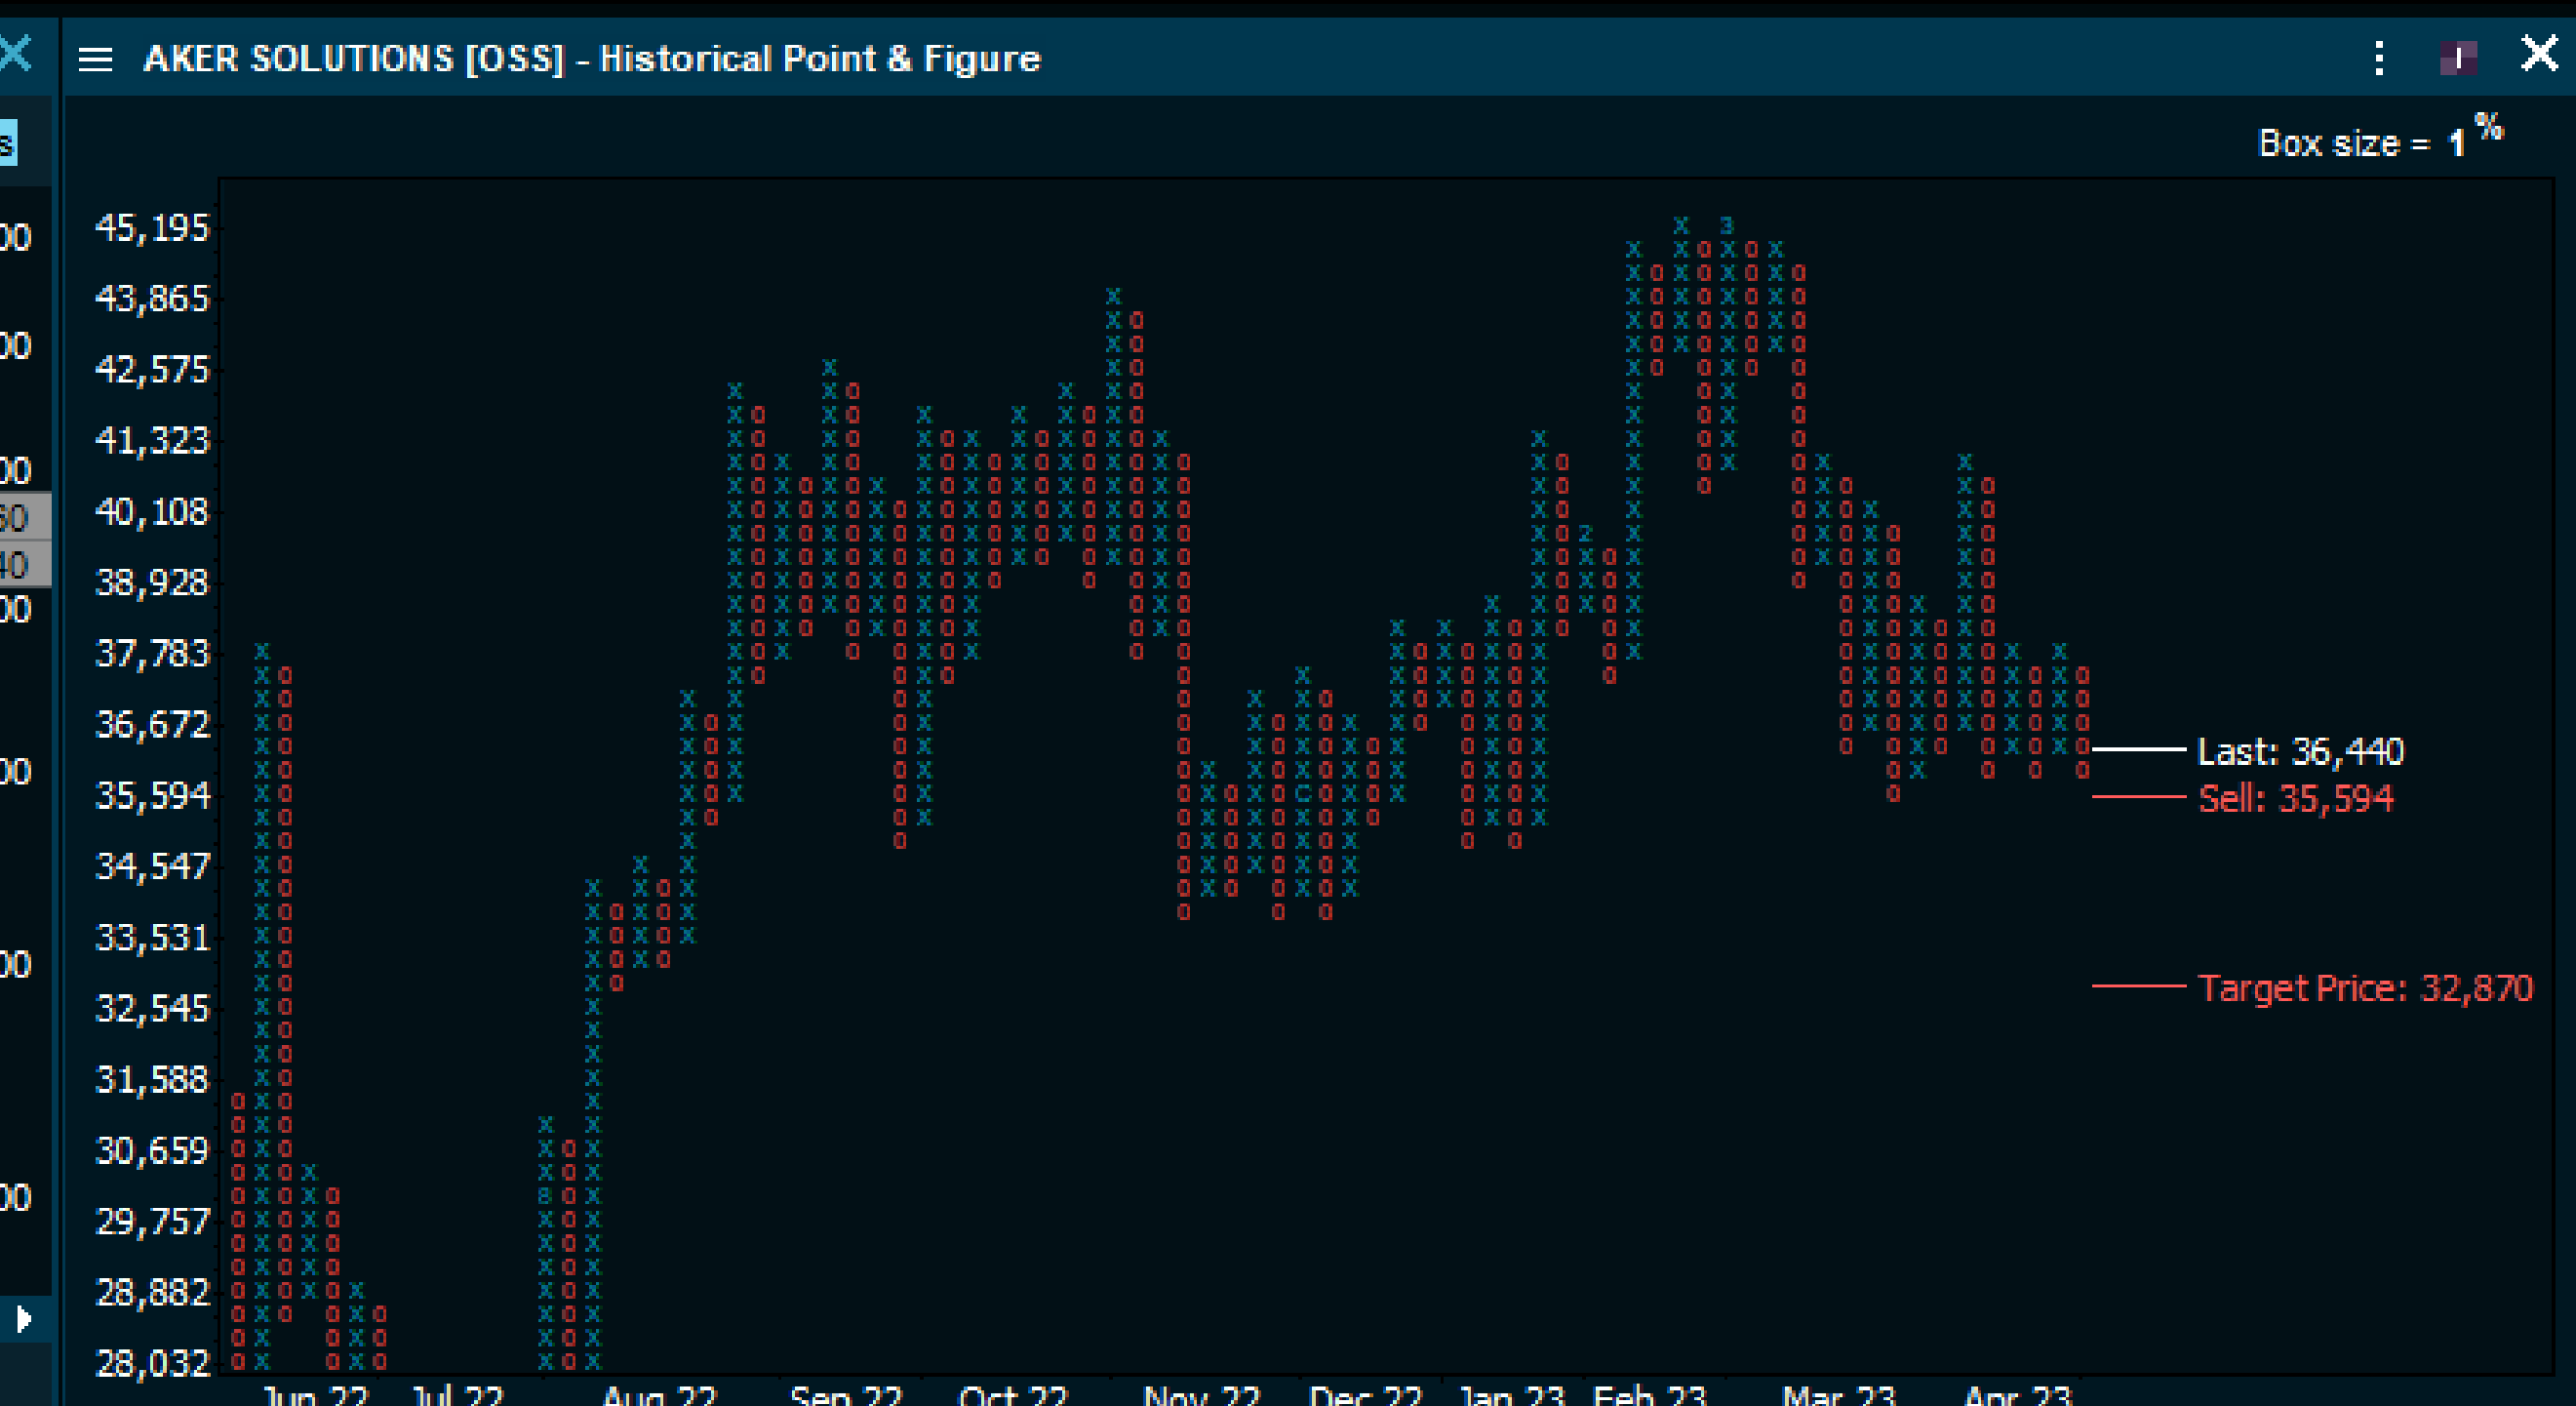 AKER SOLUTIONS [OSS] - Historical Point & Figure
Box size = 1 %
45,195
43,865
42,575
41,323
40,108
38,928
37,783
36,672
35,594
34,547
33,531
32,545
31,588
30,659
29,757
28,882
28,032
Last: 36,440
Sell: 35,594
Target Price: 32,870
Jun 22 Jul 22 Aug 22 Sep 22 Oct 22 Nov 22 Dec 22 Jan 23 Feb 23 Mar 23 Apr 23